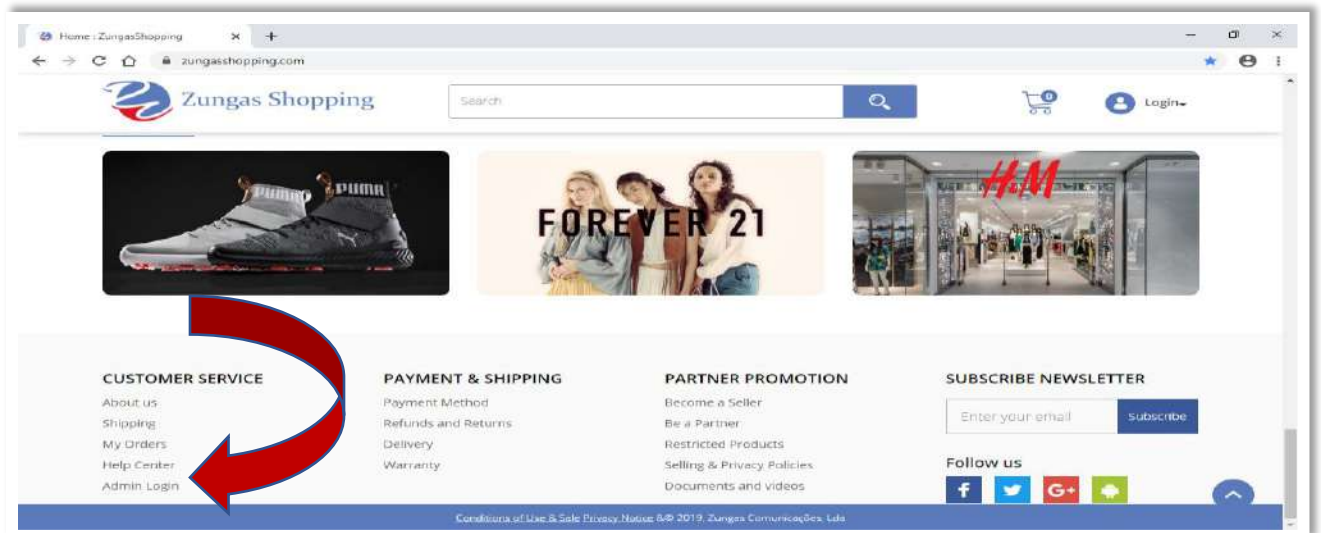 Home : ZungasShopping
zungasshopping.com
Zungas Shopping
Search
0
Login
PUMA
PUMA
FOREVER 21
H&M
CUSTOMER SERVICE
About us
Shipping
My Orders
Help Center
Admin Login
PAYMENT & SHIPPING
Payment Method
Refunds and Returns
Delivery
Warranty
PARTNER PROMOTION
Become a Seller
Be a Partner
Restricted Products
Selling & Privacy Policies
Documents and videos
SUBSCRIBE NEWSLETTER
Enter your email
Subscribe
Follow us
f
G+
Conditions of Use & Sale Privacy Notice &© 2019, Zungas Comunicações, Lda